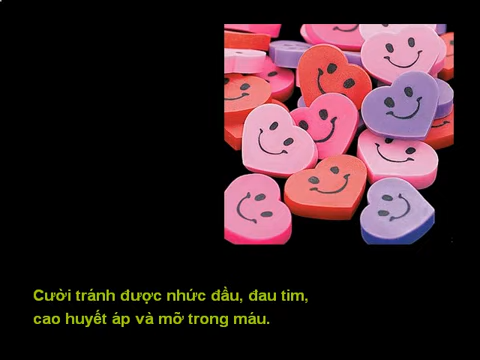 Cười tránh được nhức đầu, đau tim,
cao huyết áp và mỡ trong máu.